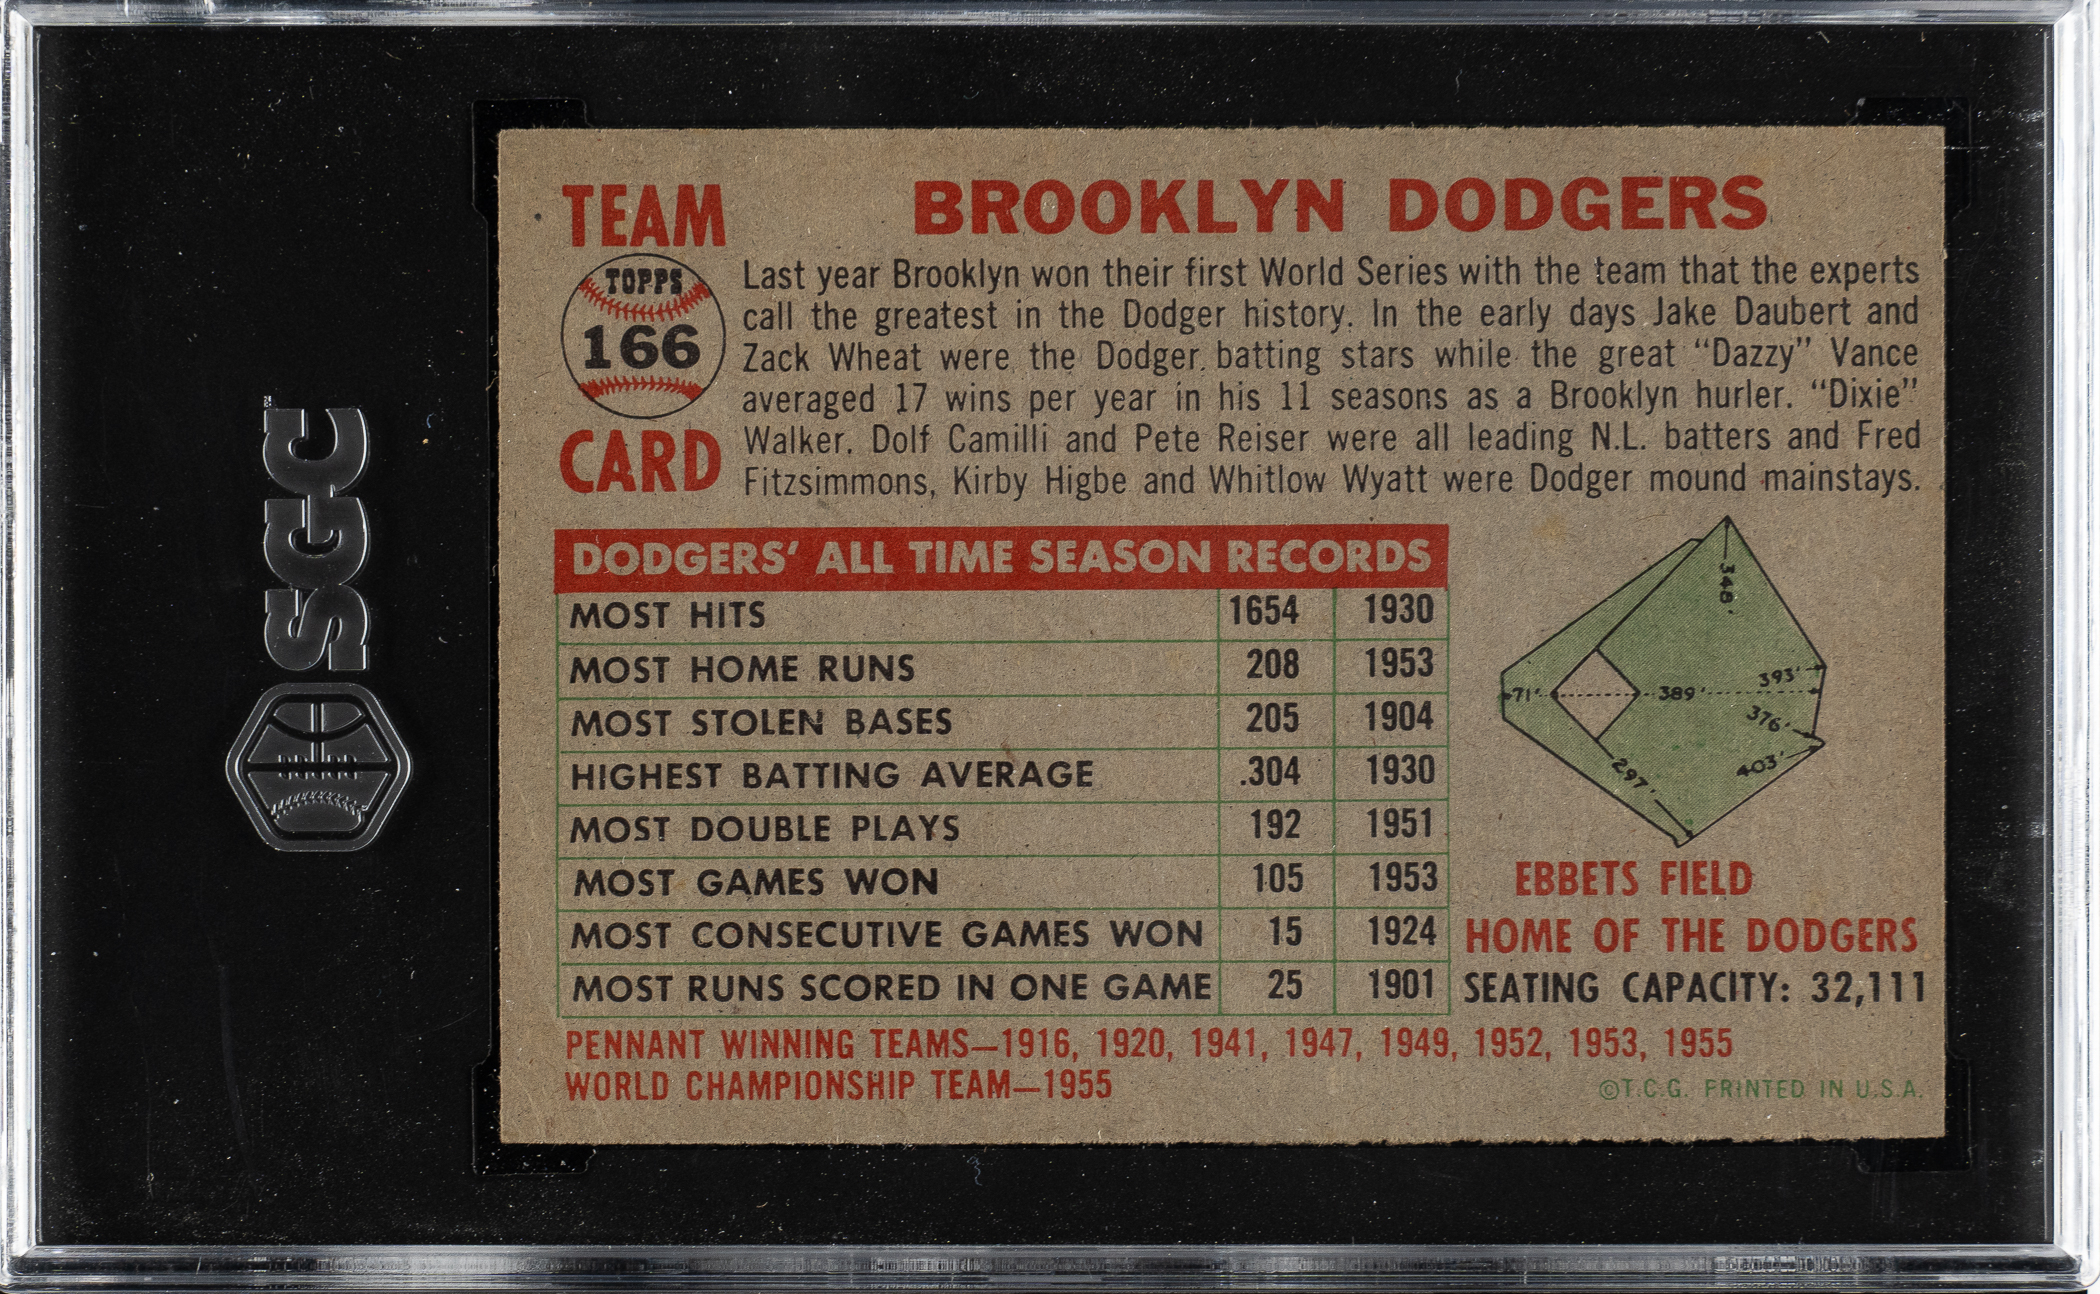 SGC
TEAM
TOPPS
166
CARD
BROOKLYN DODGERS
Last year Brooklyn won their first World Series with the team that the experts
call the greatest in the Dodger history. In the early days Jake Daubert and
Zack Wheat were the Dodger batting stars while the great “Dazzy” Vance
averaged 17 wins per year in his 11 seasons as a Brooklyn hurler. “Dixie”
Walker, Dolf Camilli and Pete Reiser were all leading N.L. batters and Fred
Fitzsimmons, Kirby Higbe and Whitlow Wyatt were Dodger mound mainstays.
DODGERS’ ALL TIME SEASON RECORDS
MOST HITS 1654 1930
MOST HOME RUNS 208 1953
MOST STOLEN BASES 205 1904
HIGHEST BATTING AVERAGE .304 1930
MOST DOUBLE PLAYS 192 1951
MOST GAMES WON 105 1953
MOST CONSECUTIVE GAMES WON 15 1924
MOST RUNS SCORED IN ONE GAME 25 1901
348'
393'
71'
389'
376'
403'
297'
EBBETS FIELD
HOME OF THE DODGERS
SEATING CAPACITY: 32,111
PENNANT WINNING TEAMS—1916, 1920, 1941, 1947, 1949, 1952, 1953, 1955
WORLD CHAMPIONSHIP TEAM—1955
©T.C.G. PRINTED IN U.S.A.